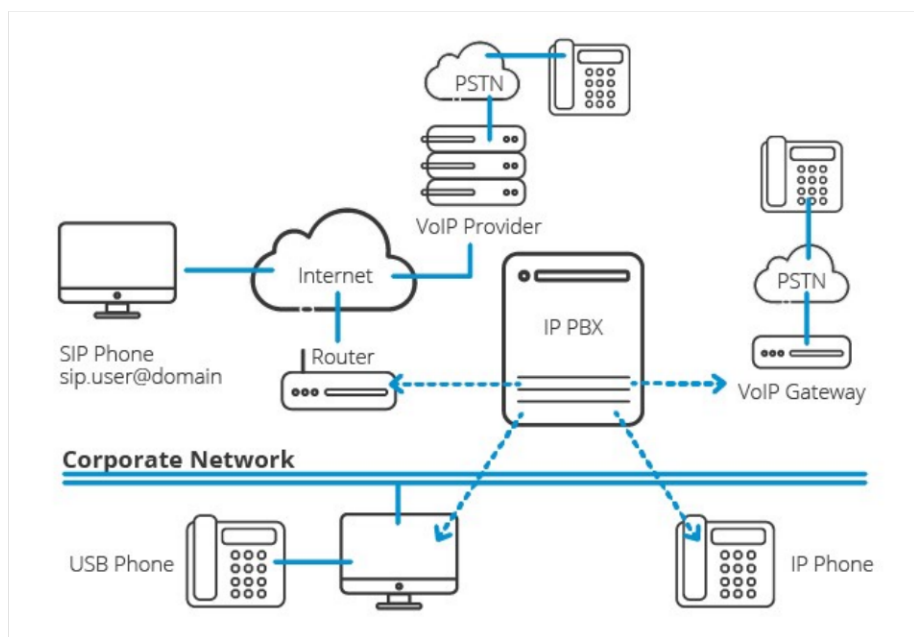 PSTN
VoIP Provider
Internet
IP PBX
PSTN
SIP Phone
sip.user@domain
Router
VoIP Gateway
Corporate Network
USB Phone
IP Phone